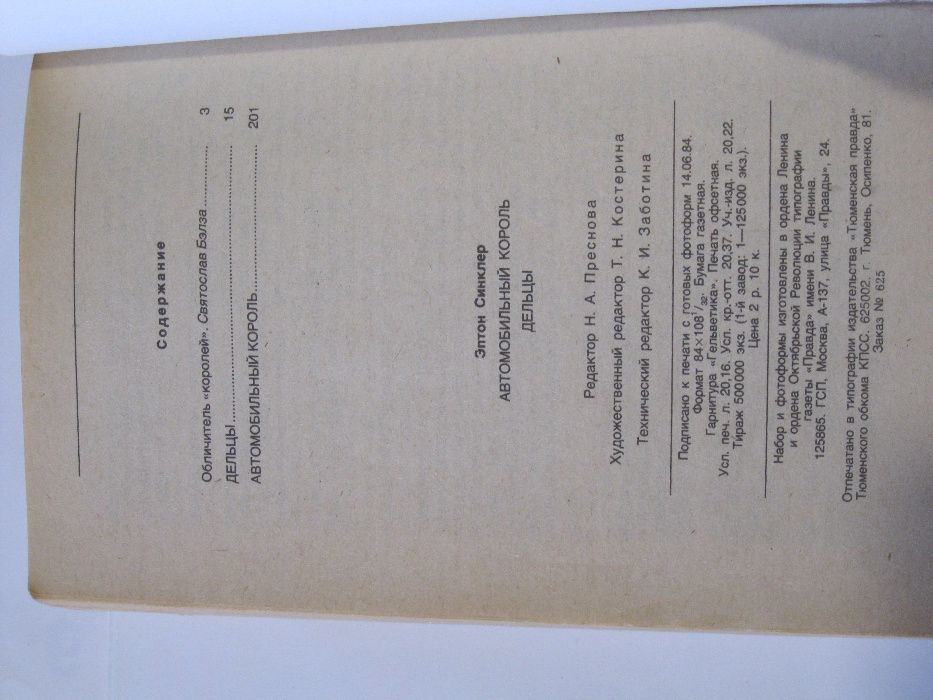 Содержание
Обличитель «королей». Святослав Бэлза ........ 3
ДЕЛЬЦЫ ........ 15
АВТОМОБИЛЬНЫЙ КОРОЛЬ ........ 201
Эптон Синклер
АВТОМОБИЛЬНЫЙ КОРОЛЬ
ДЕЛЬЦЫ
Редактор Н. А. Преснова
Художественный редактор Т. Н. Костерина
Технический редактор К. И. Заботина
Подписано к печати с готовых фотоформ 14.06.84.
Формат 84×108 1/32. Бумага газетная.
Гарнитура «Гельветика». Печать офсетная.
Усл. печ. л. 20,16. Усл. кр.-отт. 20,37. Уч.-изд. л. 20,22.
Тираж 500000 экз. (1-й завод: 1—125000 экз.).
Цена 2 р. 10 к.
Набор и фотоформы изготовлены в ордена Ленина
и ордена Октябрьской Революции типографии
газеты «Правда» имени В. И. Ленина.
125865. ГСП, Москва, А-137, улица «Правды», 24.
Отпечатано в типографии издательства «Тюменская правда»
Тюменского обкома КПСС. 625002, г. Тюмень, Осипенко, 81.
Заказ № 625